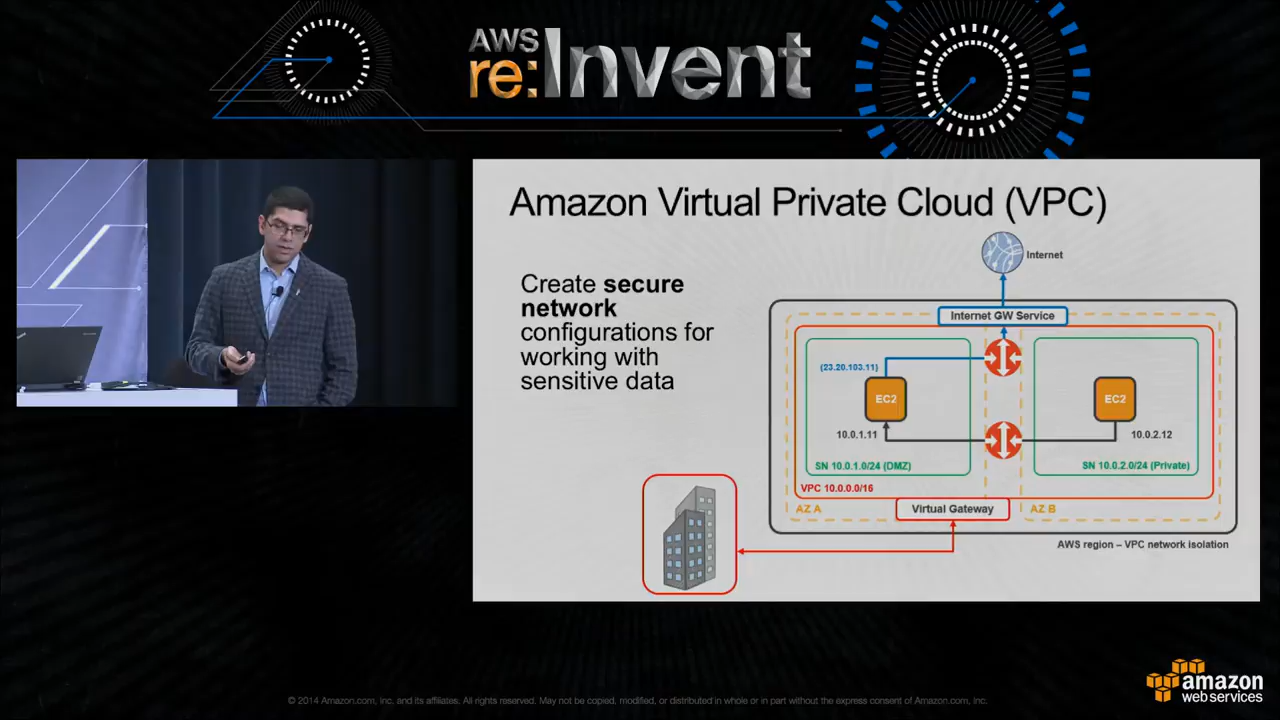 AWS
re:Invent
Amazon Virtual Private Cloud (VPC)
Create secure
network
configurations for
working with
sensitive data
Internet
Internet GW Service
(23.20.103.11)
EC2
EC2
10.0.1.11
10.0.2.12
SN 10.0.1.0/24 (DMZ)
SN 10.0.2.0/24 (Private)
VPC 10.0.0.0/16
AZ A
Virtual Gateway
AZ B
AWS region – VPC network isolation
amazon
web services
© 2014 Amazon.com, Inc. and its affiliates. All rights reserved. May not be copied, modified, or distributed in whole or in part without the express consent of Amazon.com, Inc.